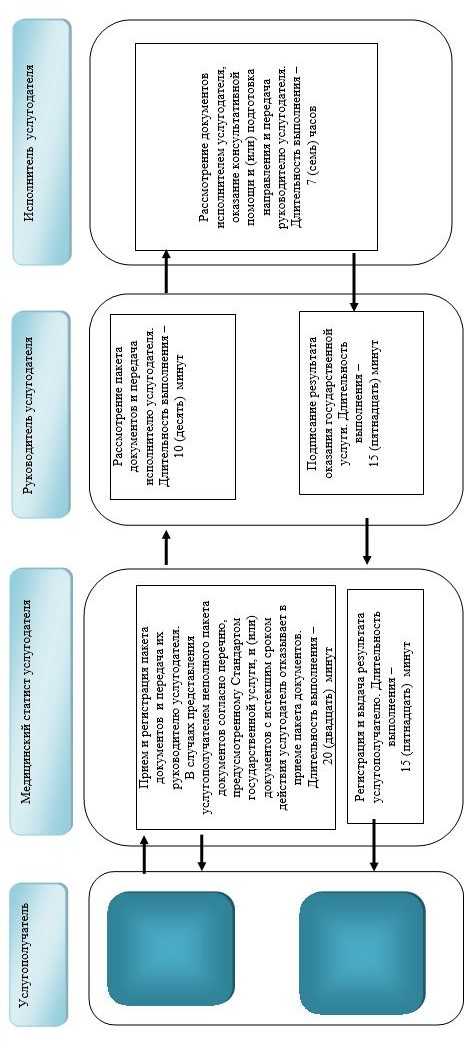 Услугополучатель
Медицинский статист услугодателя
Руководитель услугодателя
Исполнитель услугодателя
Прием и регистрация пакета
документов и передача их
руководителю услугодателя.
В случаях представления
услугополучателем неполного пакета
документов согласно перечню,
предусмотренному Стандартом
государственной услуги, и (или)
документов с истекшим сроком
действия услугодатель отказывает в
приеме пакета документов.
Длительность выполнения –
20 (двадцать) минут
Рассмотрение пакета
документов и передача
исполнителю услугодателя.
Длительность выполнения –
10 (десять) минут
Рассмотрение документов
исполнителем услугодателя,
оказание консультативной
помощи и (или) подготовка
направления и передача
руководителю услугодателя.
Длительность выполнения –
7 (семь) часов
Подписание результата
оказания государственной
услуги. Длительность
выполнения –
15 (пятнадцать) минут
Регистрация и выдача результата
услугополучателю. Длительность
выполнения –
15 (пятнадцать) минут